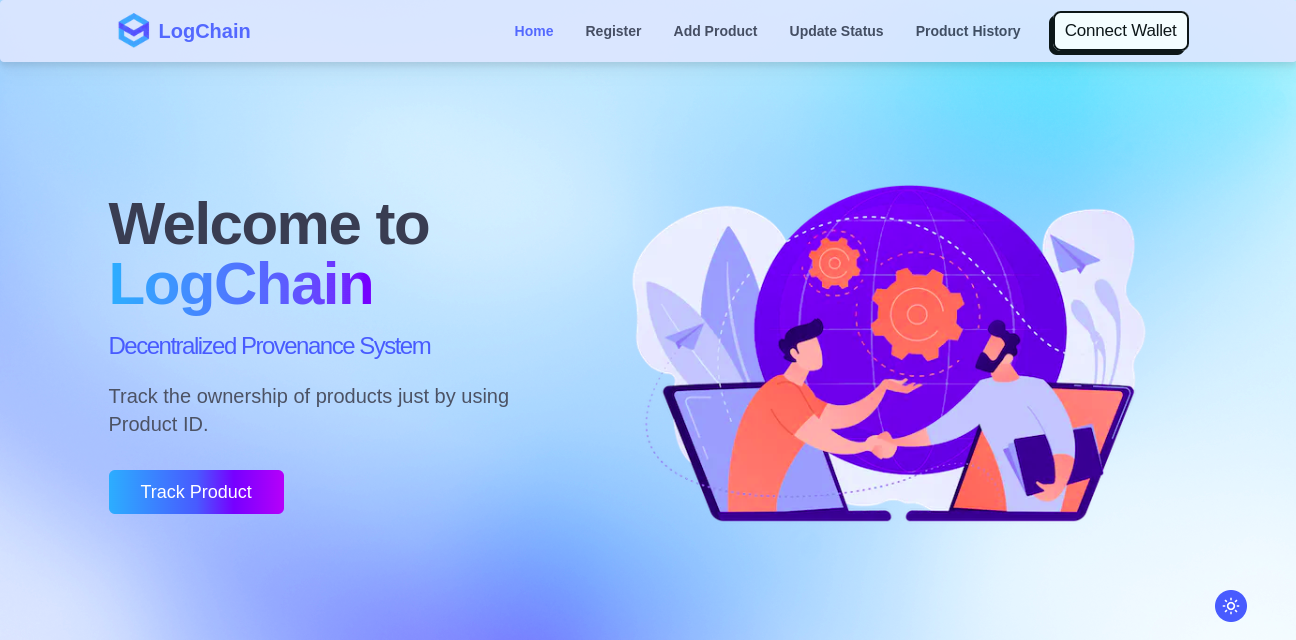 LogChain
Home
Register
Add Product
Update Status
Product History
Connect Wallet
Welcome to
LogChain
Decentralized Provenance System
Track the ownership of products just by using
Product ID.
Track Product